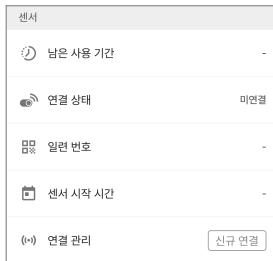 센서
남은 사용 기간 -
연결 상태 미연결
일련 번호 -
센서 시작 시간 -
연결 관리 신규 연결